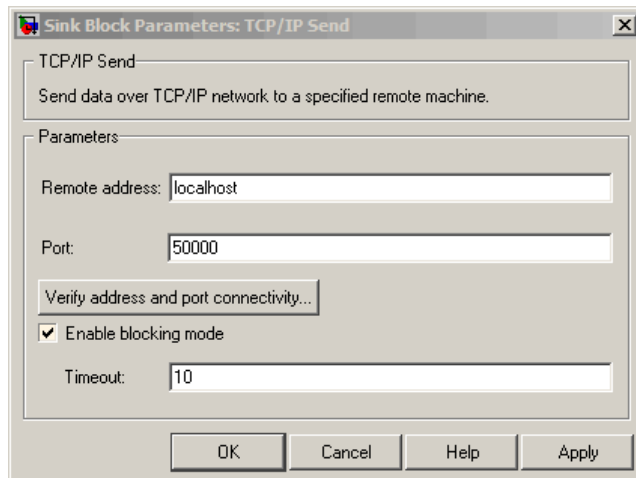 Sink Block Parameters: TCP/IP Send
TCP/IP Send
Send data over TCP/IP network to a specified remote machine.
Parameters
Remote address: localhost
Port: 50000
Verify address and port connectivity...
Enable blocking mode
Timeout: 10
OK Cancel Help Apply